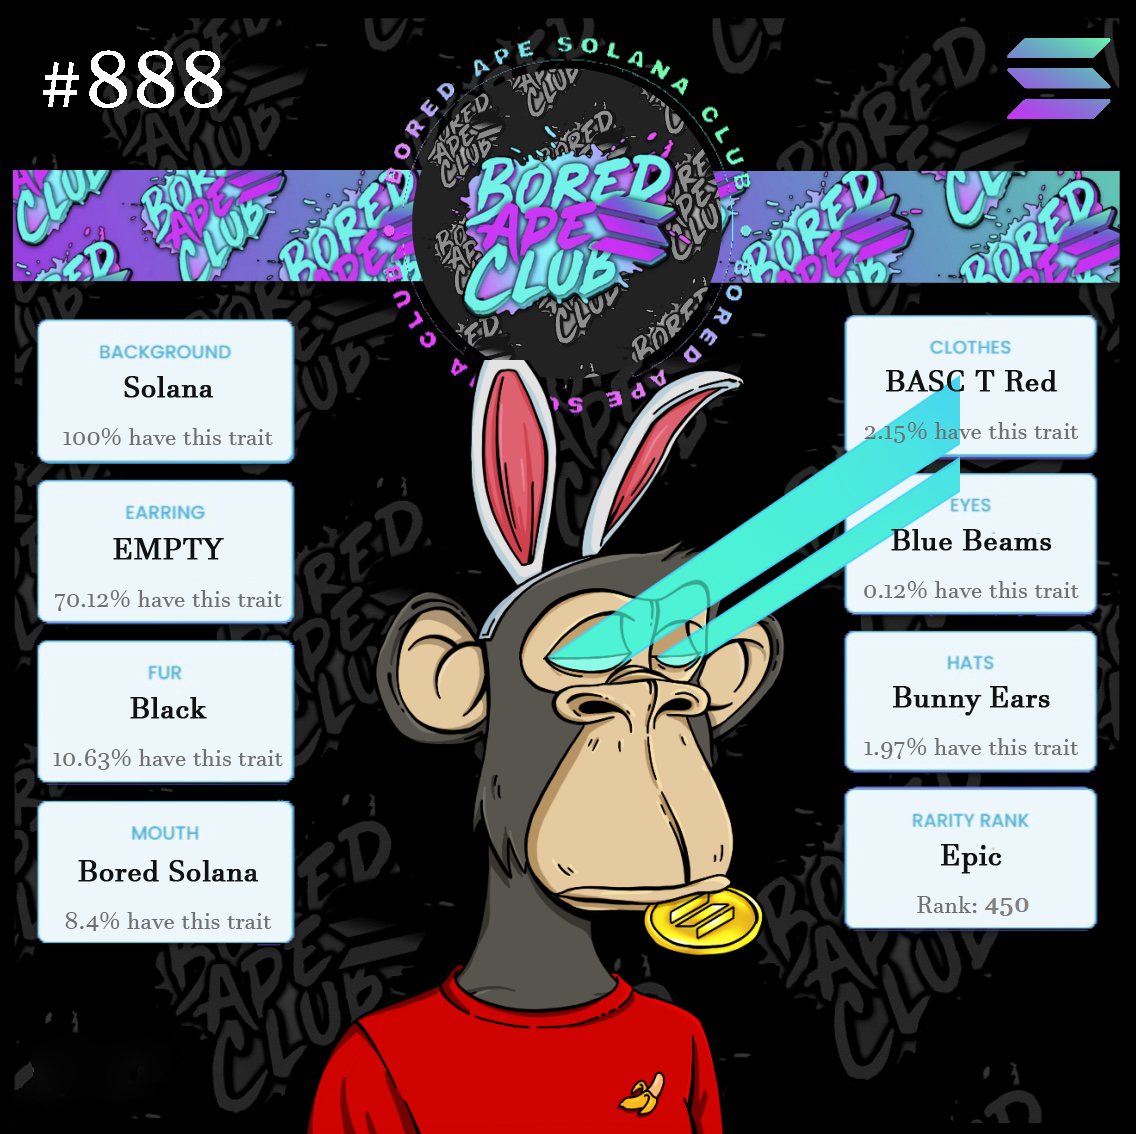 #888
BORED APE SOLANA CLUB
BORED
APE
CLUB
BACKGROUND
Solana
100% have this trait
EARRING
EMPTY
70.12% have this trait
FUR
Black
10.63% have this trait
MOUTH
Bored Solana
8.4% have this trait
CLOTHES
BASC T Red
2.15% have this trait
EYES
Blue Beams
0.12% have this trait
HATS
Bunny Ears
1.97% have this trait
RARITY RANK
Epic
Rank: 450